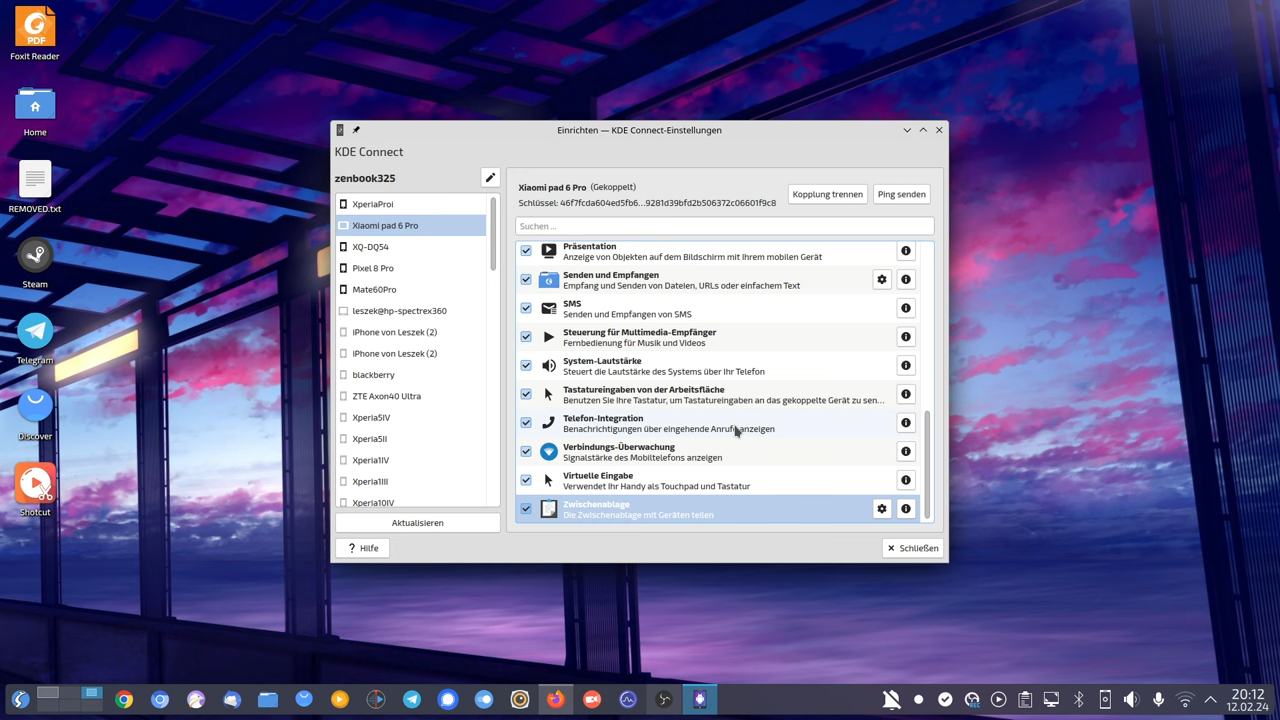 PDF
Foxit Reader
Home
REMOVED.txt
Steam
Telegram
Discover
Shotcut
Einrichten — KDE Connect-Einstellungen
KDE Connect
zenbook325
XperiaProi
Xiaomi pad 6 Pro
XQ-DQ54
Pixel 8 Pro
Mate60Pro
leszek@hp-spectrex360
iPhone von Leszek (2)
iPhone von Leszek (2)
blackberry
ZTE Axon40 Ultra
Xperia5IV
Xperia5II
Xperia1IV
Xperia1III
Xperia10IV
Aktualisieren
Xiaomi pad 6 Pro (Gekoppelt)
Schlüssel: 46f7fcda604ed5fb6...9281d39bfd2b506372c06601f9c8
Kopplung trennen
Ping senden
Suchen ...
Präsentation
Anzeige von Objekten auf dem Bildschirm mit Ihrem mobilen Gerät
Senden und Empfangen
Empfang und Senden von Dateien, URLs oder einfachem Text
SMS
Senden und Empfangen von SMS
Steuerung für Multimedia-Empfänger
Fernbedienung für Musik und Videos
System-Lautstärke
Steuert die Lautstärke des Systems über Ihr Telefon
Tastatureingaben von der Arbeitsfläche
Benutzen Sie Ihre Tastatur, um Tastatureingaben an das gekoppelte Gerät zu sen...
Telefon-Integration
Benachrichtigungen über eingehende Anrufe anzeigen
Verbindungs-Überwachung
Signalstärke des Mobiltelefons anzeigen
Virtuelle Eingabe
Verwendet Ihr Handy als Touchpad und Tastatur
Zwischenablage
Die Zwischenablage mit Geräten teilen
? Hilfe
Schließen
REC
20:12
12.02.24